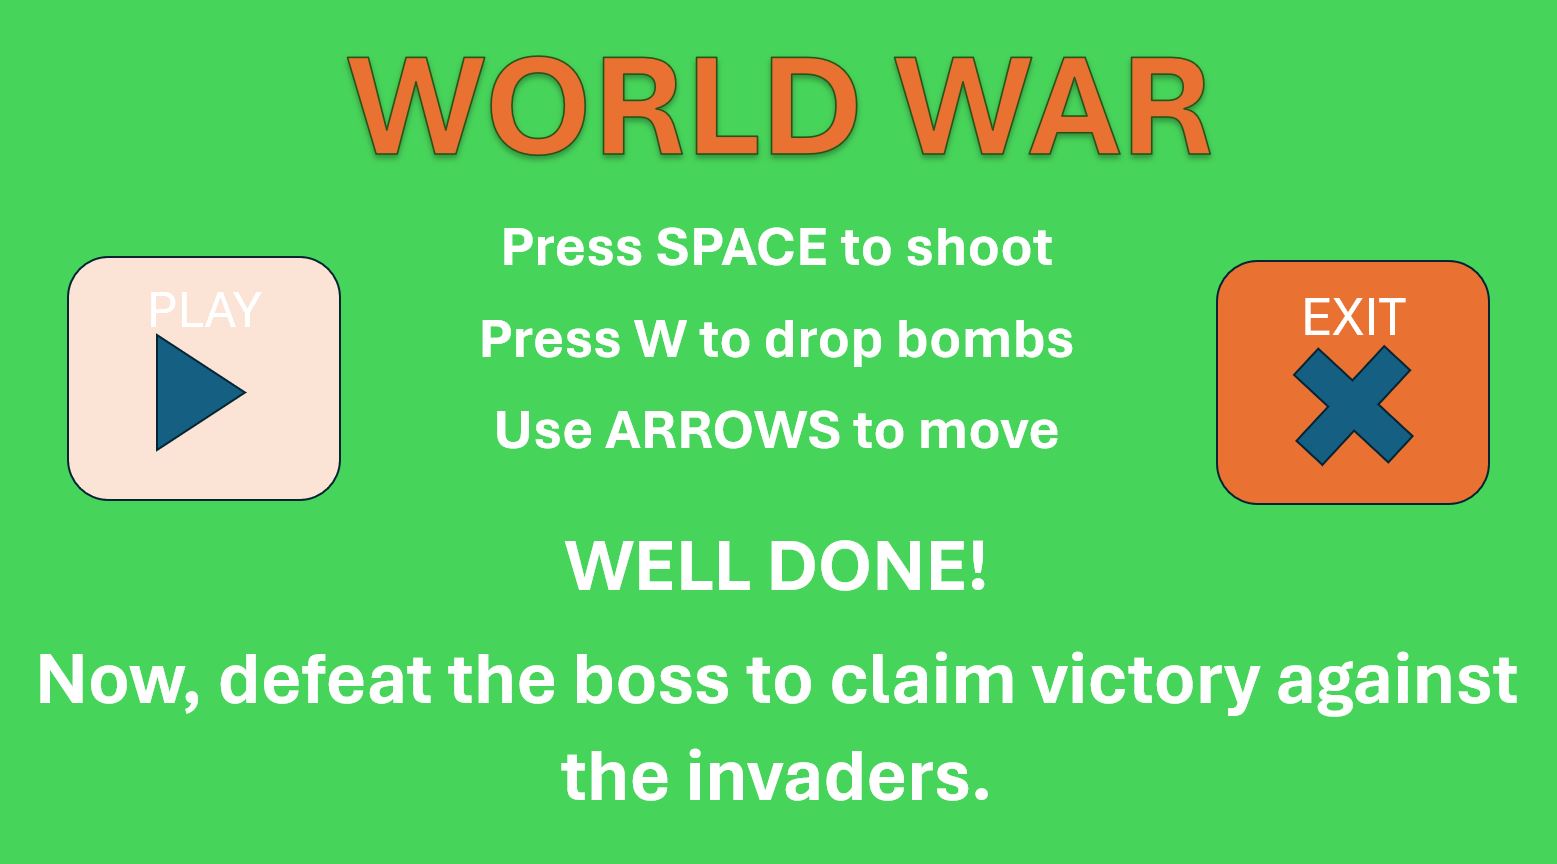 WORLD WAR
Press SPACE to shoot
PLAY
EXIT
Press W to drop bombs
Use ARROWS to move
WELL DONE!
Now, defeat the boss to claim victory against
the invaders.